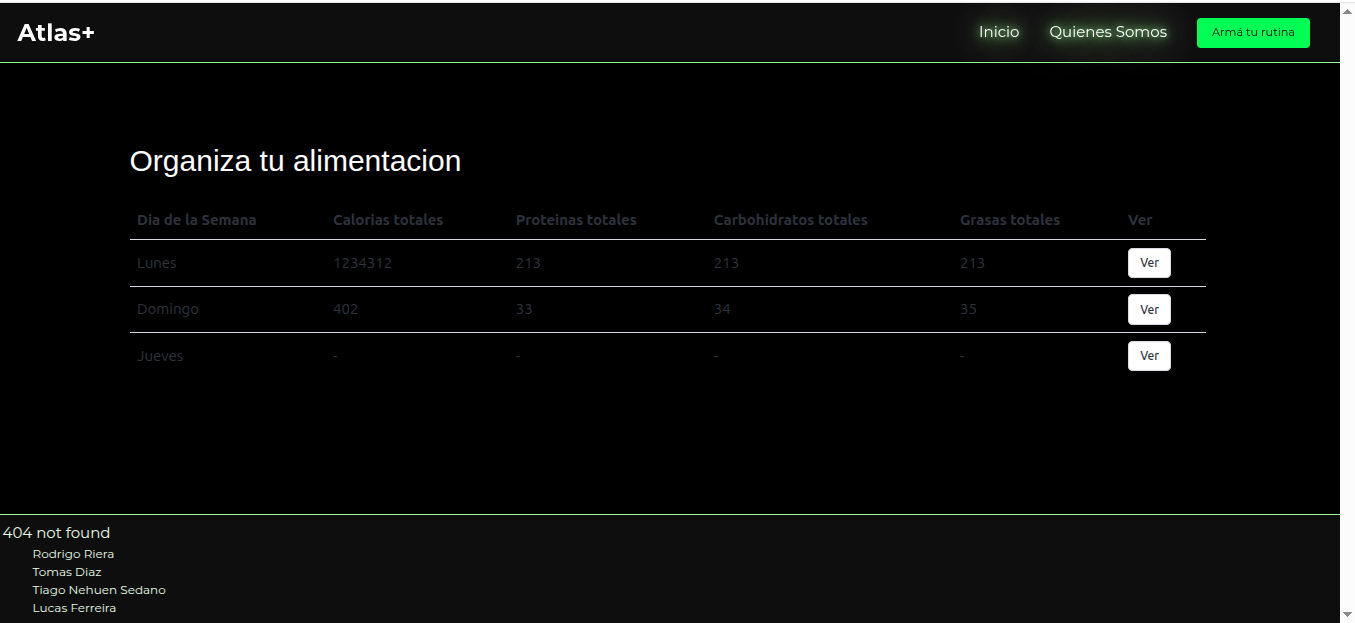 Atlas+ Inicio Quienes Somos Armá tu rutina
Organiza tu alimentacion
Dia de la Semana Calorias totales Proteinas totales Carbohidratos totales Grasas totales Ver
Lunes 1234312 213 213 213 Ver
Domingo 402 33 34 35 Ver
Jueves - - - - Ver
404 not found
Rodrigo Riera
Tomas Diaz
Tiago Nehuen Sedano
Lucas Ferreira